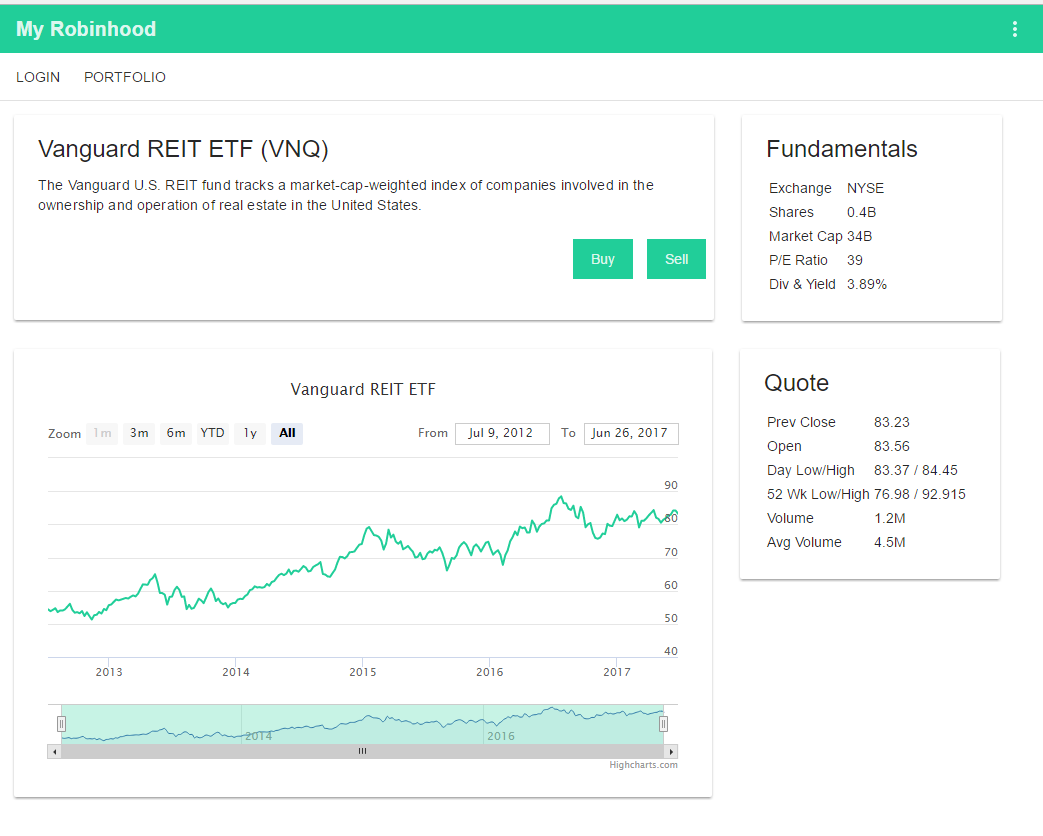 My Robinhood
LOGIN PORTFOLIO
Vanguard REIT ETF (VNQ)
The Vanguard U.S. REIT fund tracks a market-cap-weighted index of companies involved in the
ownership and operation of real estate in the United States.
Buy Sell
Fundamentals
Exchange NYSE
Shares 0.4B
Market Cap 34B
P/E Ratio 39
Div & Yield 3.89%
Vanguard REIT ETF
Zoom 1m 3m 6m YTD 1y All From Jul 9, 2012 To Jun 26, 2017
90
80
70
60
50
40
2013 2014 2015 2016 2017
2014 2016
Highcharts.com
Quote
Prev Close 83.23
Open 83.56
Day Low/High 83.37 / 84.45
52 Wk Low/High 76.98 / 92.915
Volume 1.2M
Avg Volume 4.5M